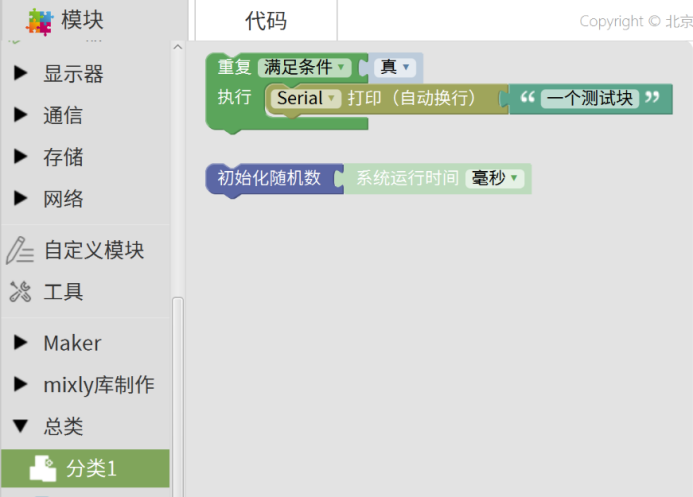 模块
代码
Copyright © 北京
显示器
通信
存储
网络
自定义模块
工具
Maker
mixly库制作
总类
分类1
重复 满足条件 真
执行 Serial 打印（自动换行） “ 一个测试块 ”
初始化随机数 系统运行时间 毫秒